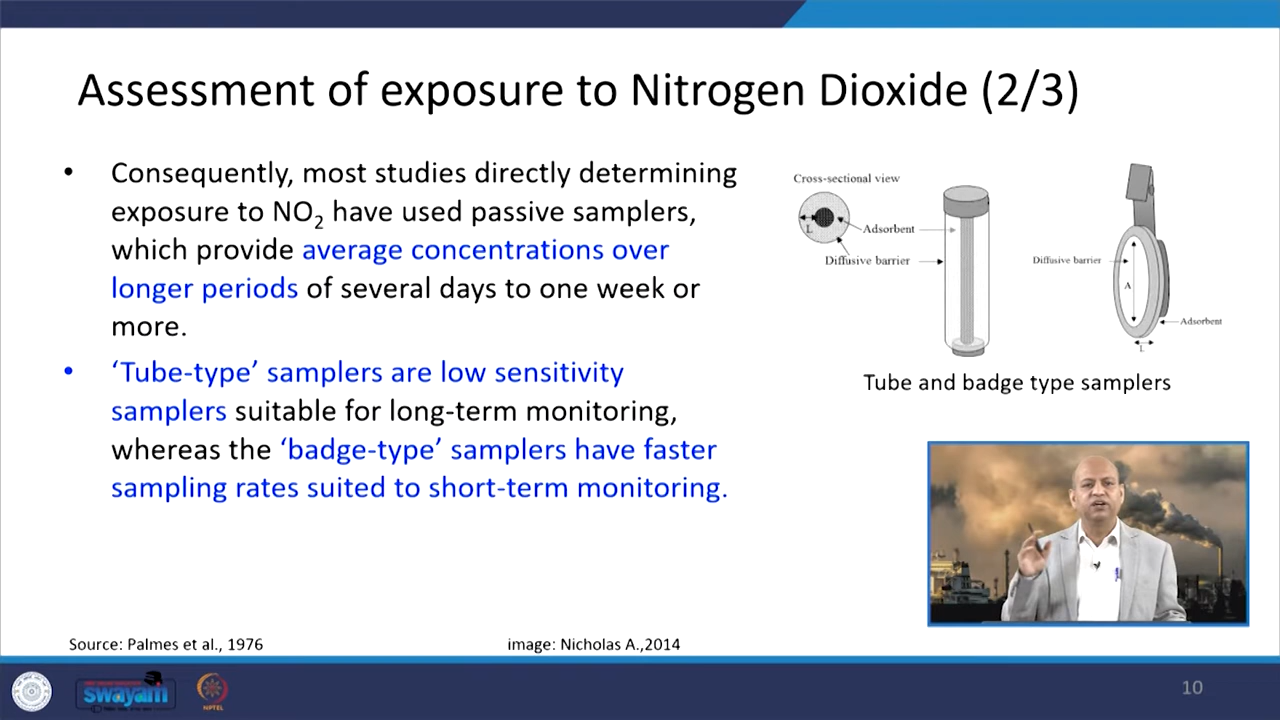 Assessment of exposure to Nitrogen Dioxide (2/3)
• Consequently, most studies directly determining
exposure to NO₂ have used passive samplers,
which provide average concentrations over
longer periods of several days to one week or
more.
• ‘Tube-type’ samplers are low sensitivity
samplers suitable for long-term monitoring,
whereas the ‘badge-type’ samplers have faster
sampling rates suited to short-term monitoring.
Cross-sectional view
L
Adsorbent
Diffusive barrier
Diffusive barrier
A
Adsorbent
L
Tube and badge type samplers
Source: Palmes et al., 1976
image: Nicholas A.,2014
swayam
NPTEL
10